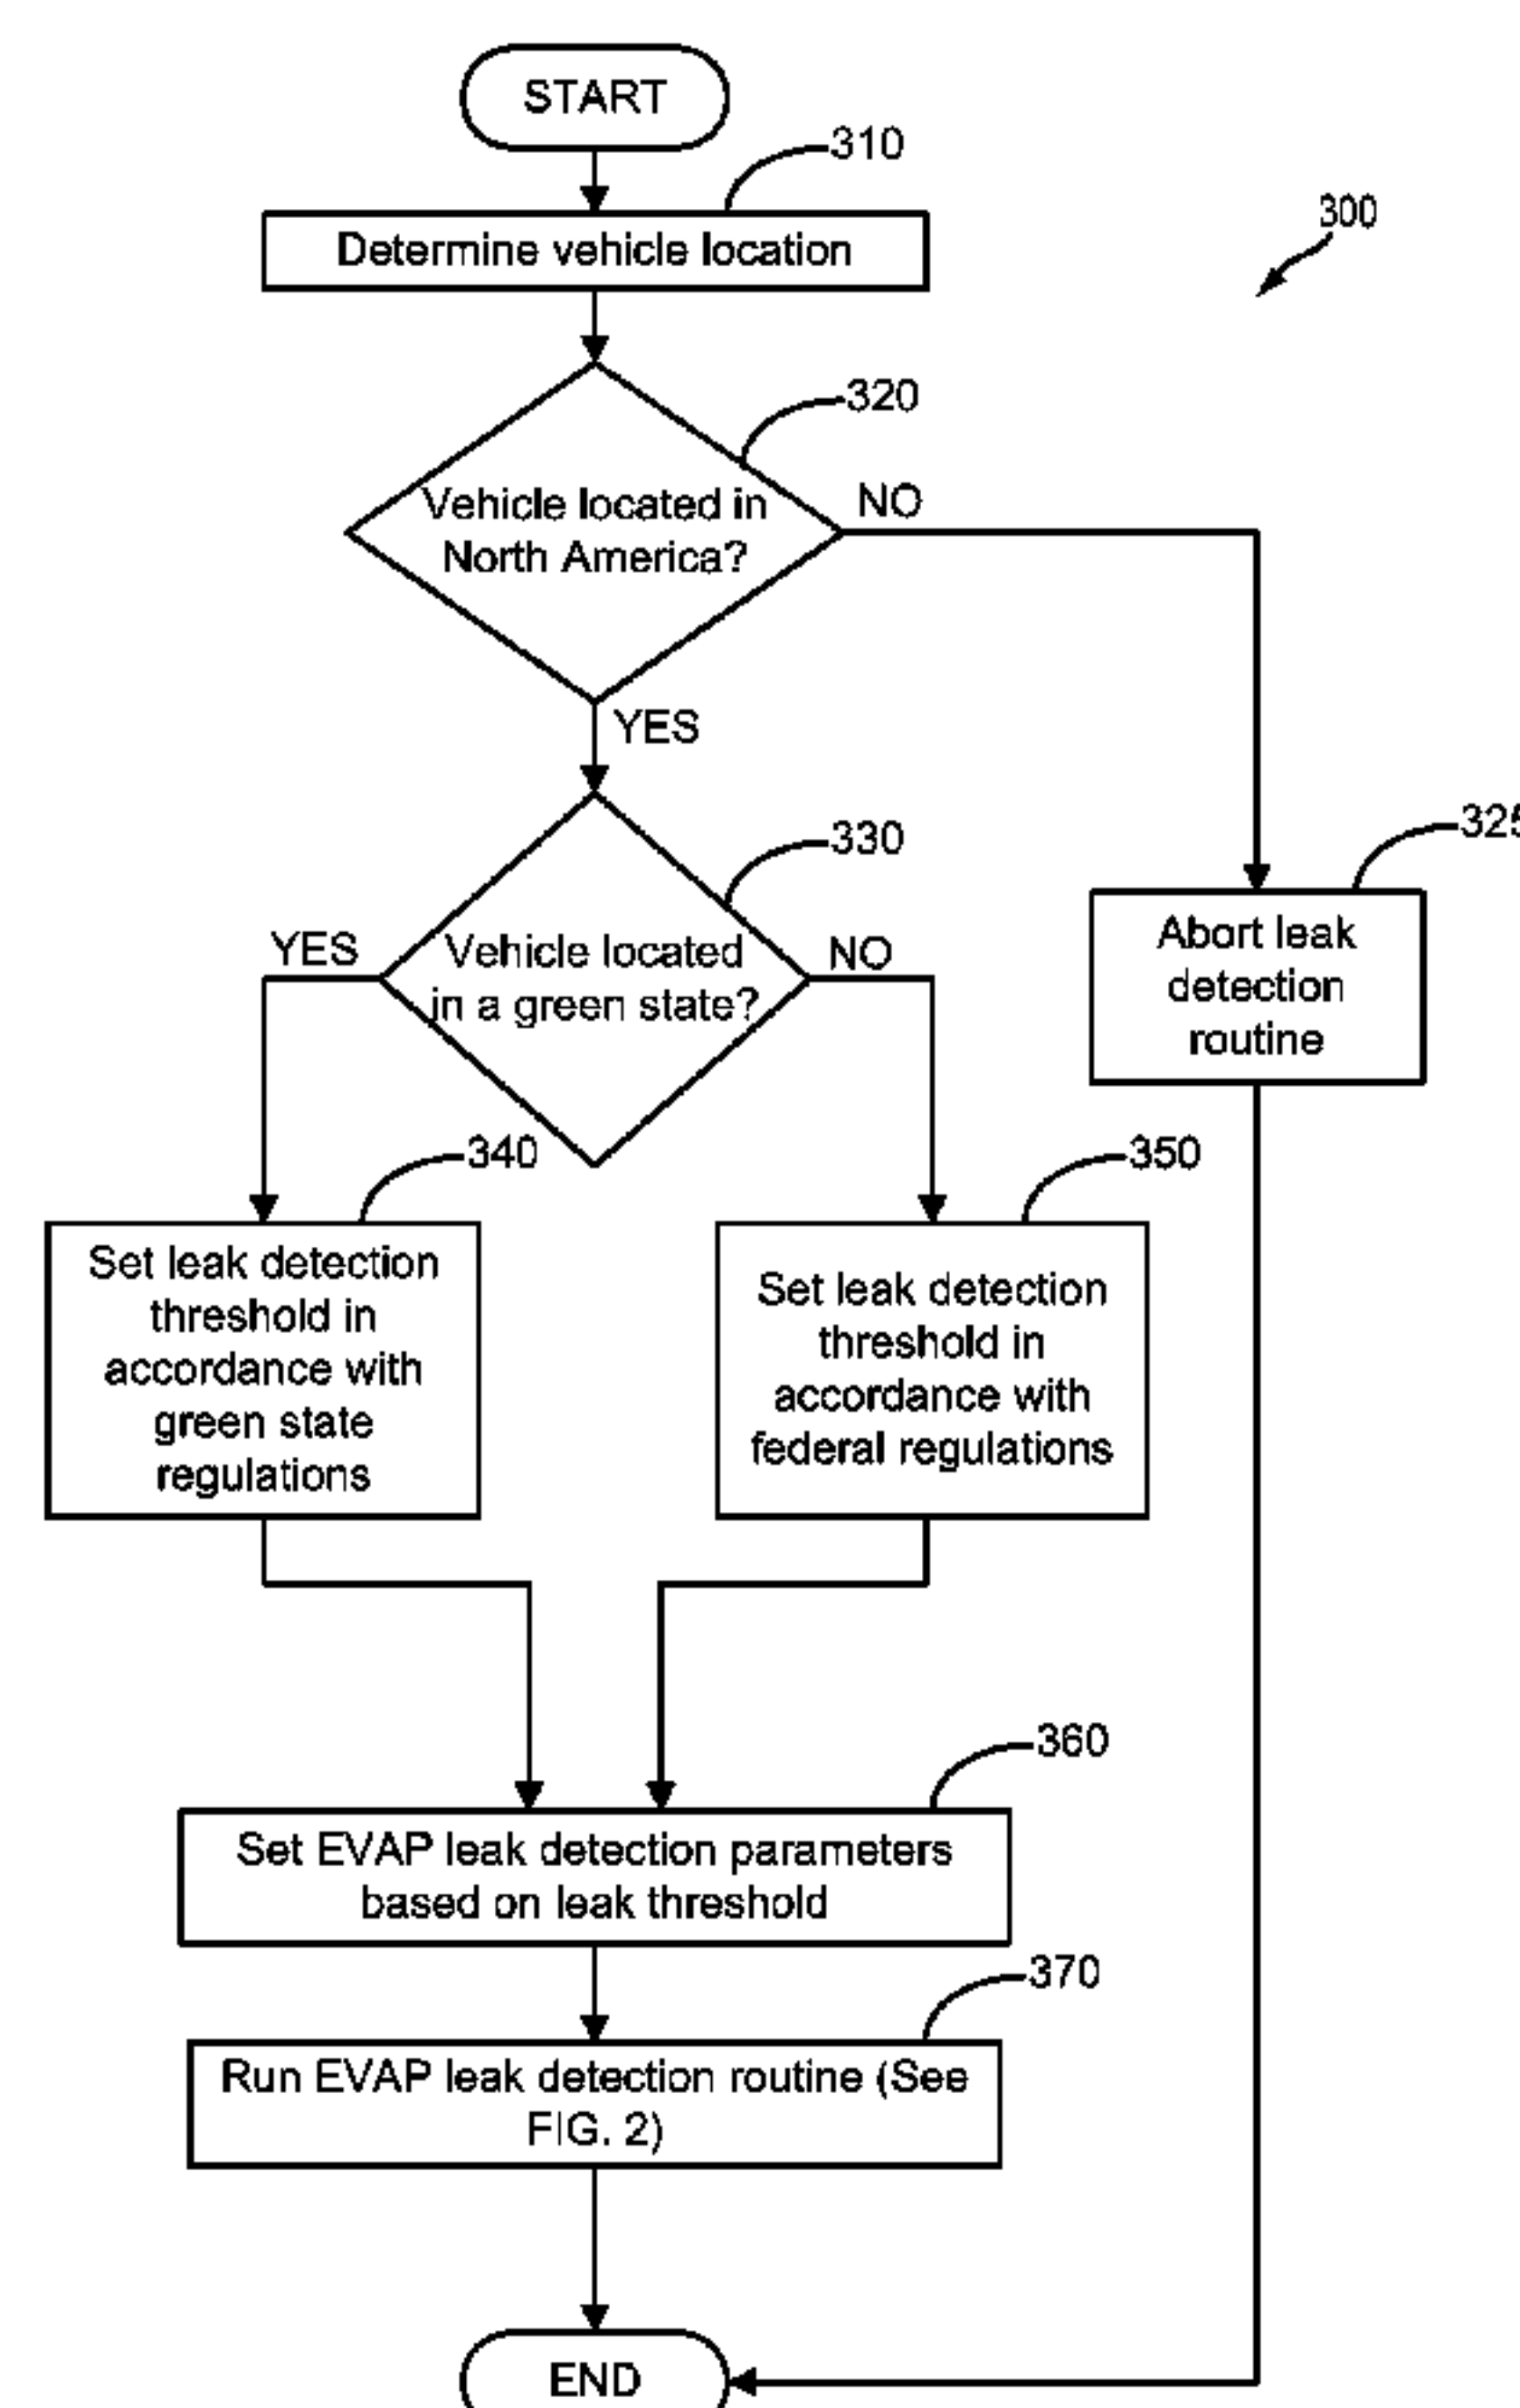 START
310
Determine vehicle location
300
320
Vehicle located in
North America?
NO
YES
330
Vehicle located
in a green state?
YES
NO
325
Abort leak
detection
routine
340
Set leak detection
threshold in
accordance with
green state
regulations
350
Set leak detection
threshold in
accordance with
federal regulations
360
Set EVAP leak detection parameters
based on leak threshold
370
Run EVAP leak detection routine (See
FIG. 2)
END